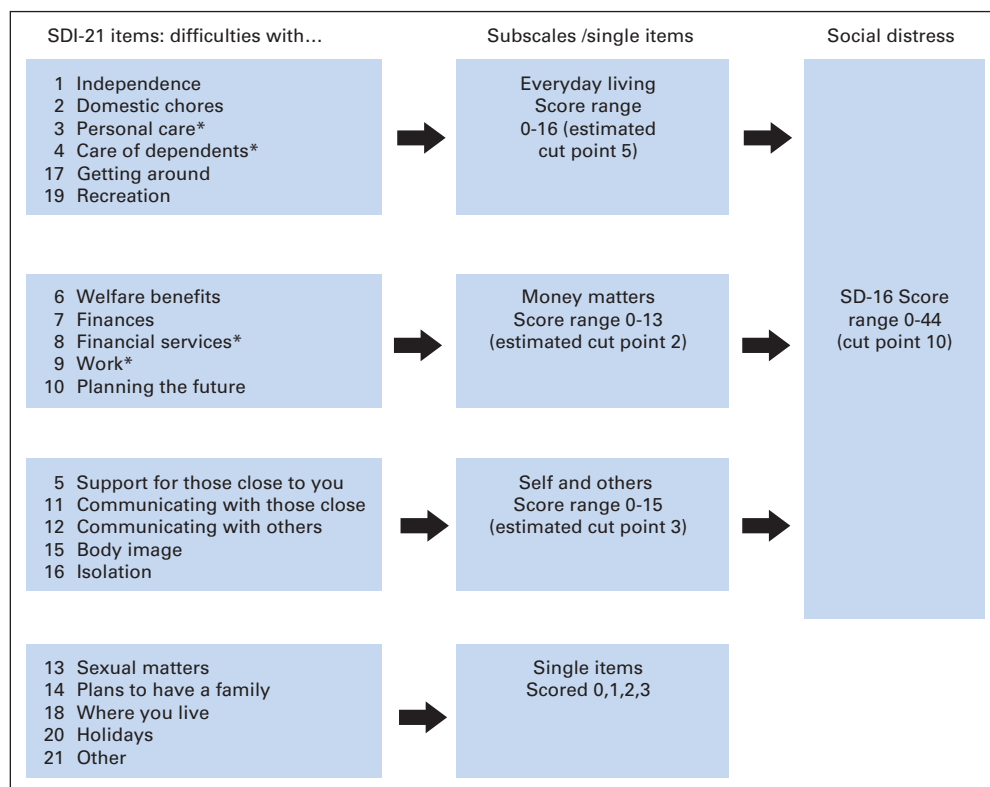 SDI-21 items: difficulties with…
Subscales /single items
Social distress
1 Independence
2 Domestic chores
3 Personal care*
4 Care of dependents*
17 Getting around
19 Recreation
Everyday living
Score range
0-16 (estimated
cut point 5)
6 Welfare benefits
7 Finances
8 Financial services*
9 Work*
10 Planning the future
Money matters
Score range 0-13
(estimated cut point 2)
SD-16 Score
range 0-44
(cut point 10)
5 Support for those close to you
11 Communicating with those close
12 Communicating with others
15 Body image
16 Isolation
Self and others
Score range 0-15
(estimated cut point 3)
13 Sexual matters
14 Plans to have a family
18 Where you live
20 Holidays
21 Other
Single items
Scored 0,1,2,3